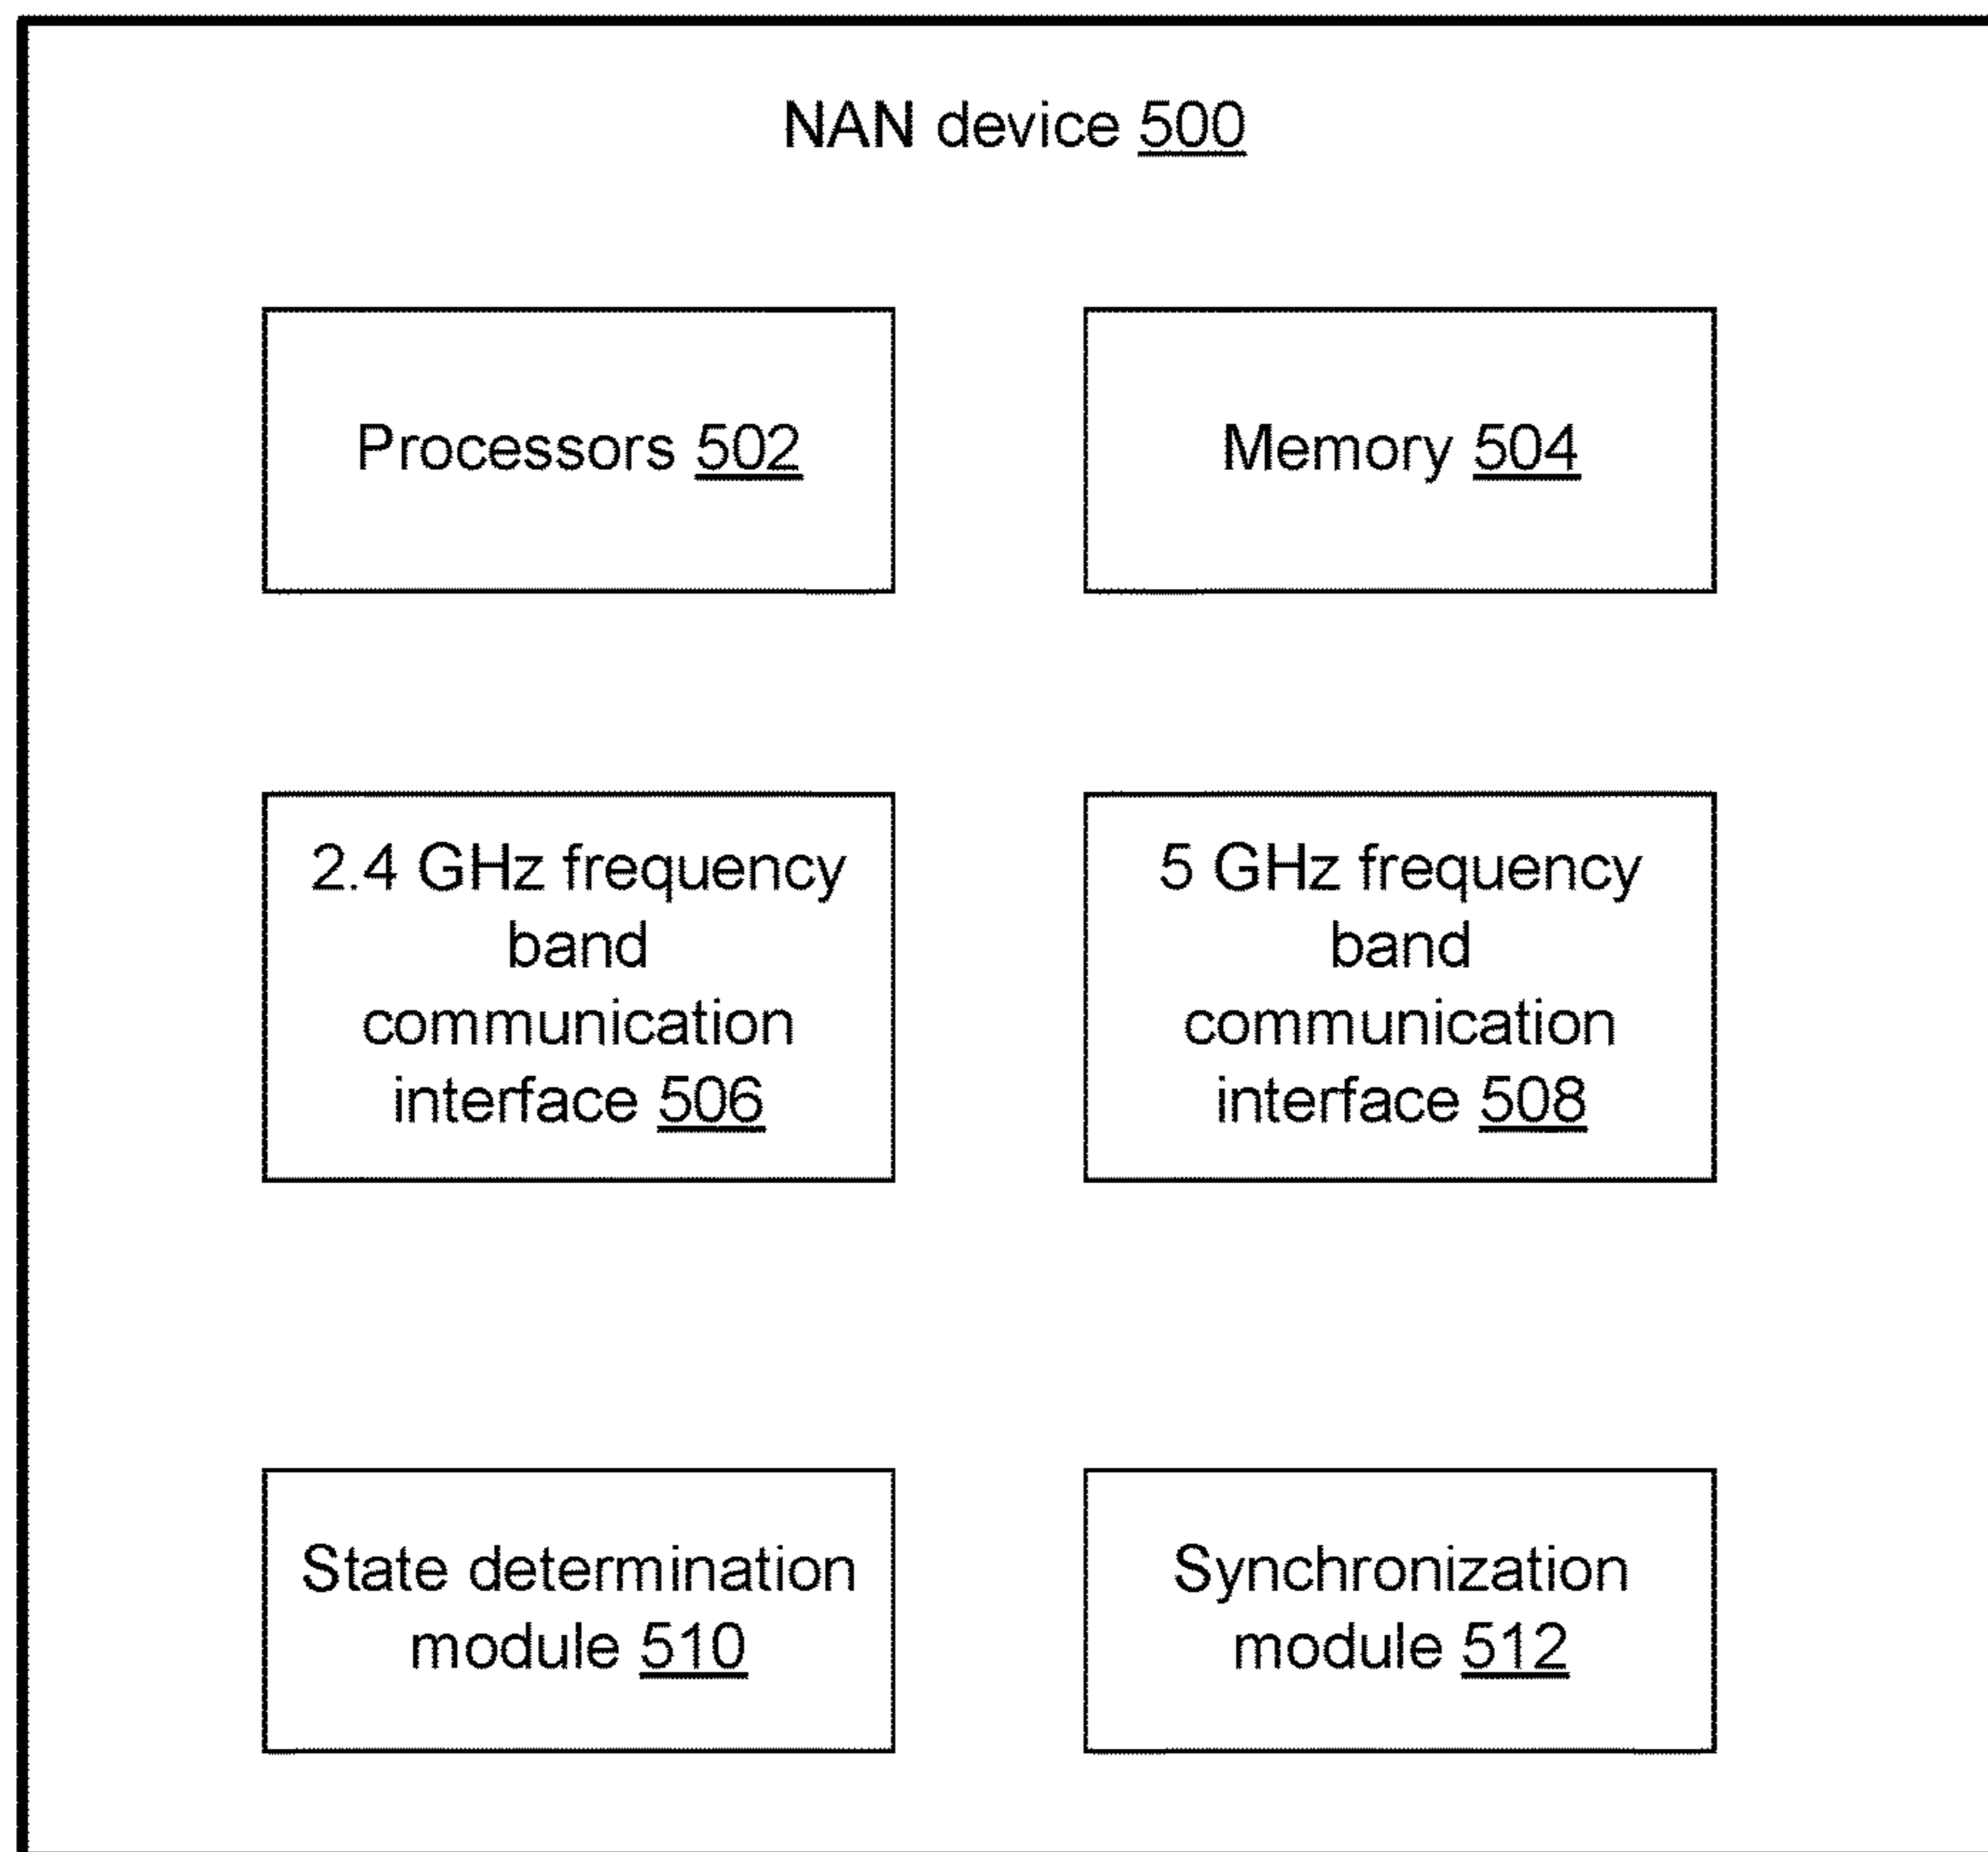 NAN device 500
Processors 502
Memory 504
2.4 GHz frequency
band
communication
interface 506
5 GHz frequency
band
communication
interface 508
State determination
module 510
Synchronization
module 512